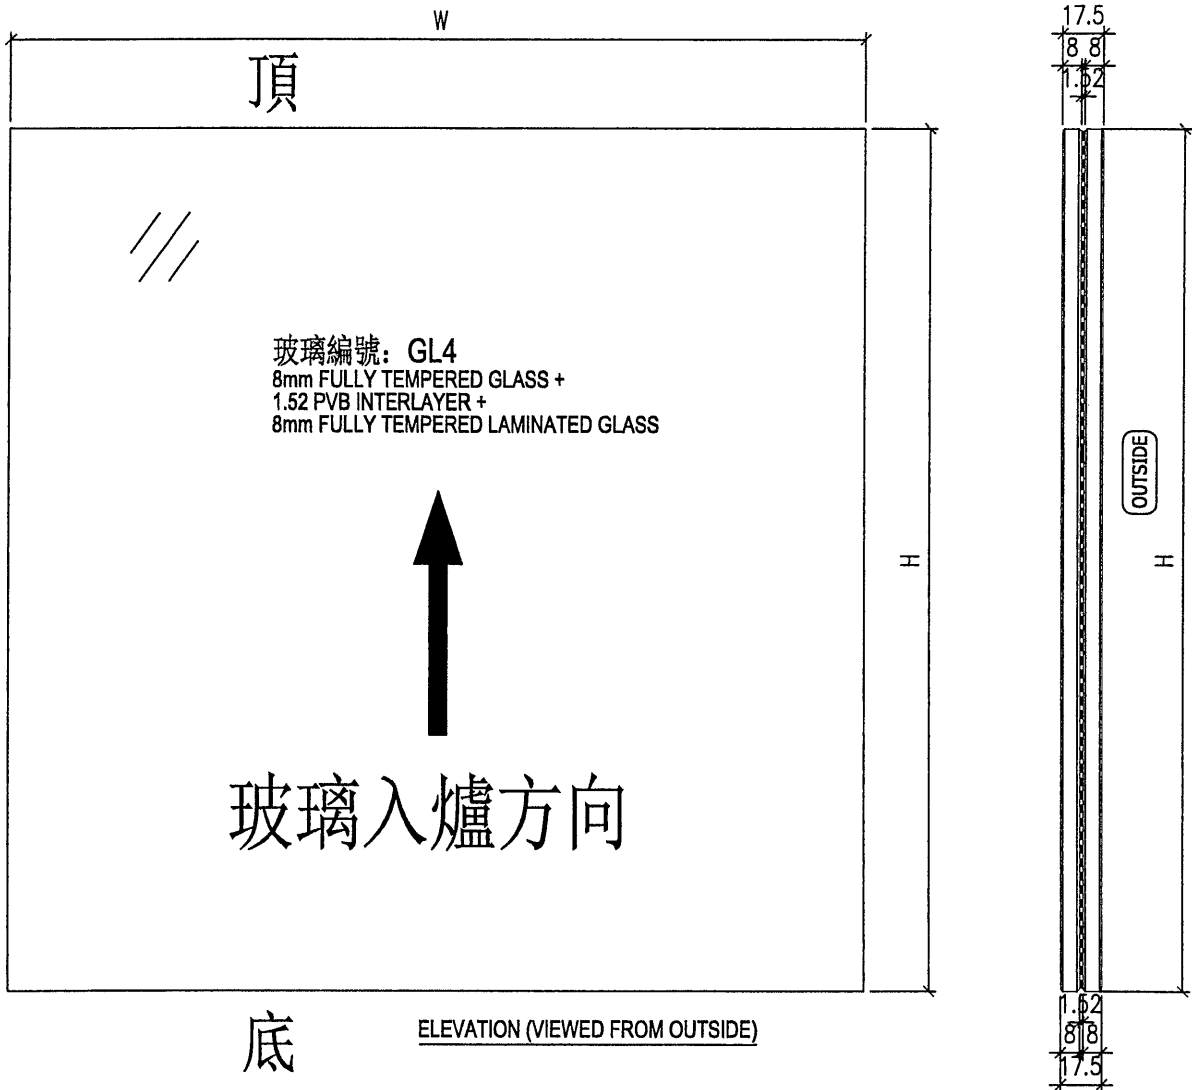 W
17.5
8 8
1.52
頂
玻璃編號：GL4
8mm FULLY TEMPERED GLASS +
1.52 PVB INTERLAYER +
8mm FULLY TEMPERED LAMINATED GLASS
OUTSIDE
H
H
玻璃入爐方向
底
ELEVATION (VIEWED FROM OUTSIDE)
1.52
8 8
17.5